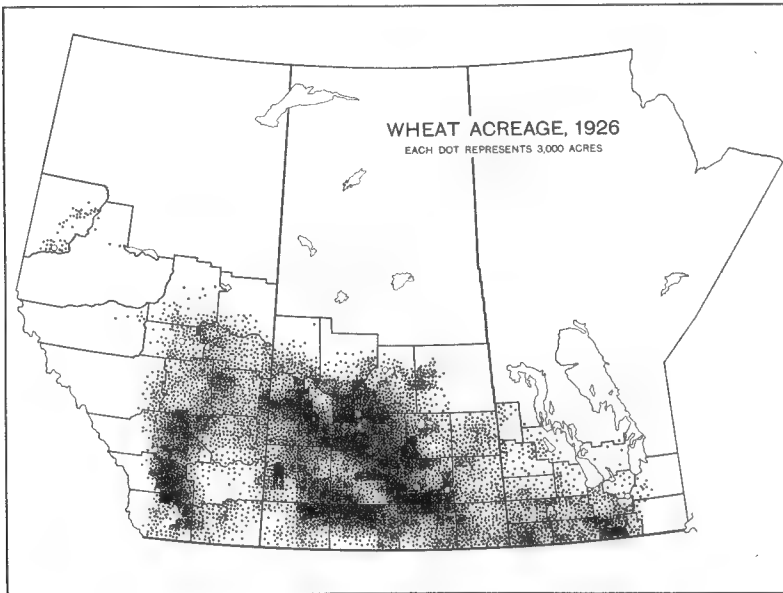 WHEAT ACREAGE, 1926
EACH DOT REPRESENTS 3,000 ACRES